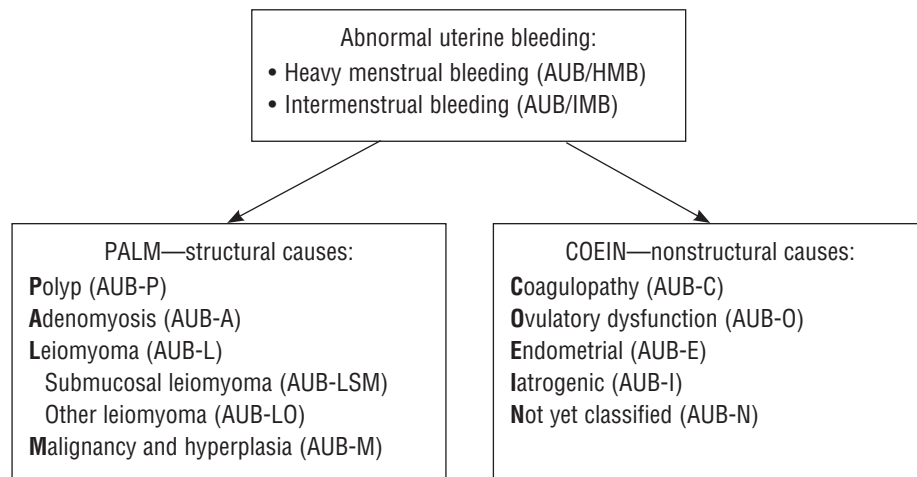 Abnormal uterine bleeding:
• Heavy menstrual bleeding (AUB/HMB)
• Intermenstrual bleeding (AUB/IMB)
PALM—structural causes:
Polyp (AUB-P)
Adenomyosis (AUB-A)
Leiomyoma (AUB-L)
Submucosal leiomyoma (AUB-LSM)
Other leiomyoma (AUB-LO)
Malignancy and hyperplasia (AUB-M)
COEIN—nonstructural causes:
Coagulopathy (AUB-C)
Ovulatory dysfunction (AUB-O)
Endometrial (AUB-E)
Iatrogenic (AUB-I)
Not yet classified (AUB-N)